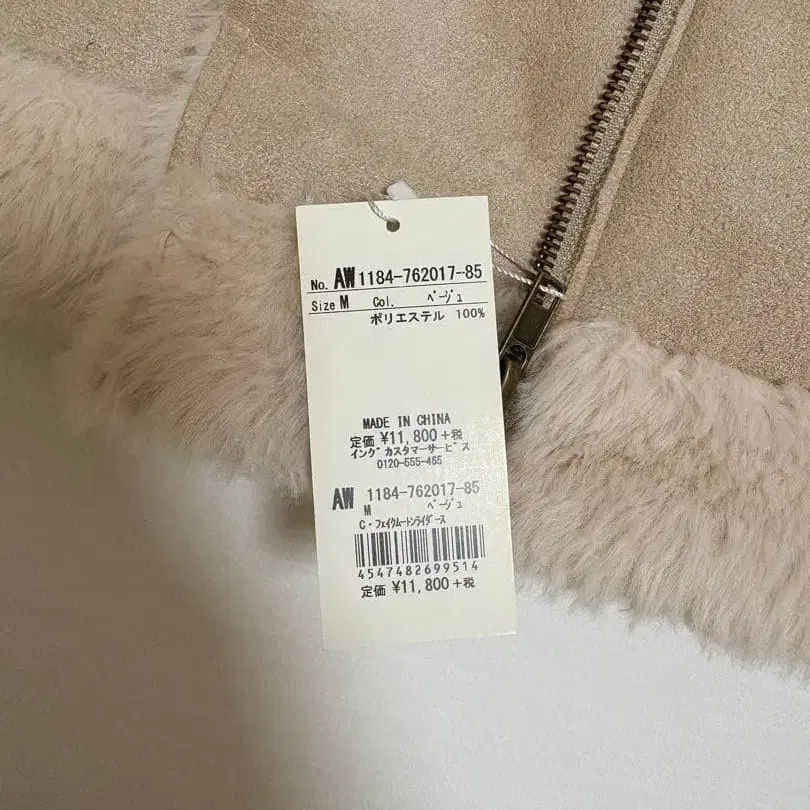 No. AW 1184-762017-85
Size M Col. ベージュ
ポリエステル 100%
MADE IN CHINA
定価 ¥11,800+税
イングカスタマーサービス
0120-555-465
AW 1184-762017-85
M ベージュ
C・フェイクムートンライダース
4547482699514
定価 ¥11,800+税